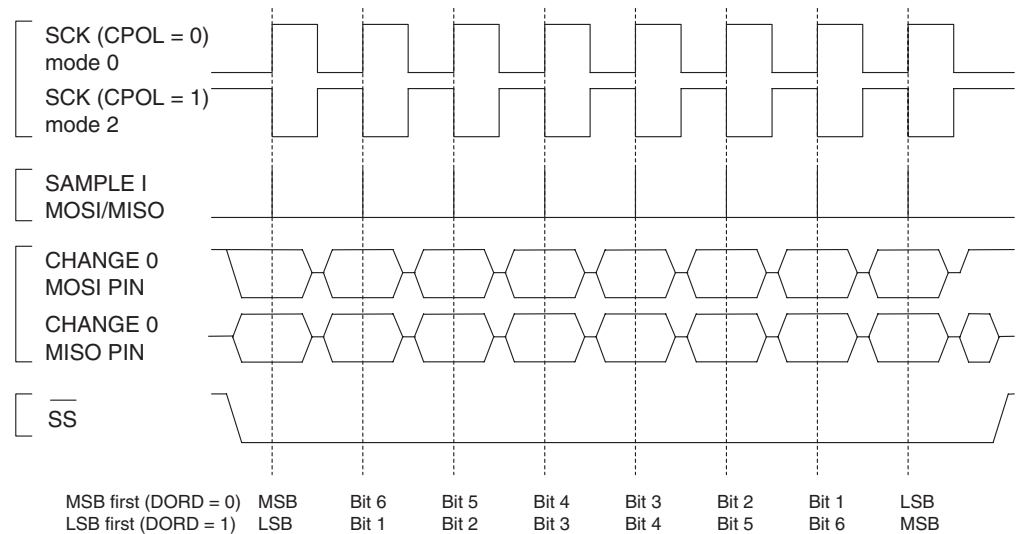 SCK (CPOL = 0)
mode 0
SCK (CPOL = 1)
mode 2
SAMPLE I
MOSI/MISO
CHANGE 0
MOSI PIN
CHANGE 0
MISO PIN
SS
MSB first (DORD = 0) MSB Bit 6 Bit 5 Bit 4 Bit 3 Bit 2 Bit 1 LSB
LSB first (DORD = 1) LSB Bit 1 Bit 2 Bit 3 Bit 4 Bit 5 Bit 6 MSB